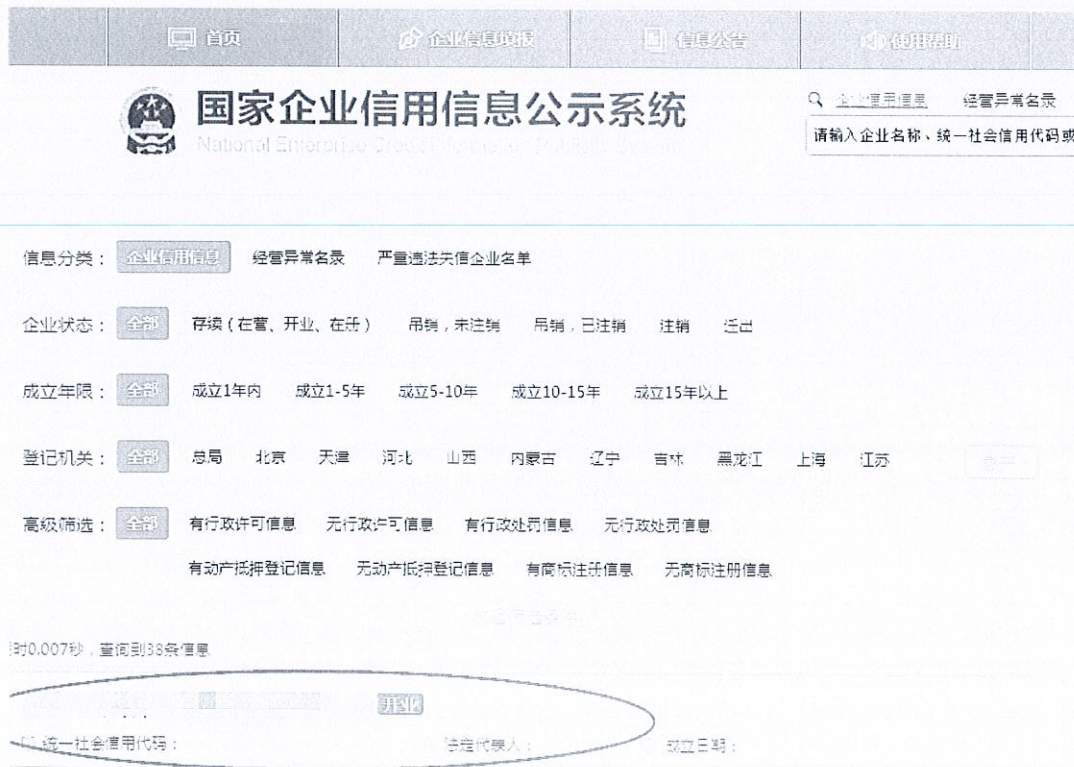 首页 企业信息填报 信息公告 使用帮助
国家企业信用信息公示系统
企业信用信息 经营异常名录
National Enterprise Credit Information Publicity System
请输入企业名称、统一社会信用代码或
信息分类： 企业信用信息 经营异常名录 严重违法失信企业名单
企业状态： 全部 存续（在营、开业、在册） 吊销，未注销 吊销，已注销 注销 迁出
成立年限： 全部 成立1年内 成立1-5年 成立5-10年 成立10-15年 成立15年以上
登记机关： 全部 总局 北京 天津 河北 山西 内蒙古 辽宁 吉林 黑龙江 上海 江苏
高级筛选： 全部 有行政许可信息 无行政许可信息 有行政处罚信息 无行政处罚信息
有动产抵押登记信息 无动产抵押登记信息 有商标注册信息 无商标注册信息
时0.007秒，查询到38条信息
开业
统一社会信用代码： 法定代表人： 成立日期：